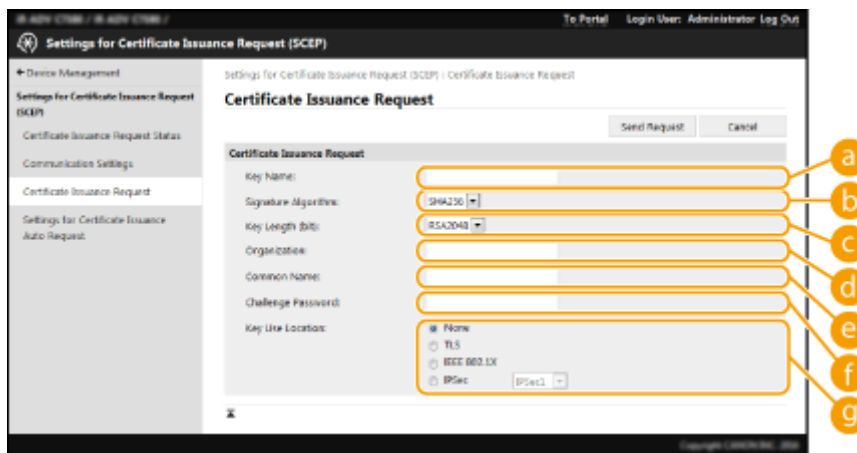 To Portal Login User: Administrator Log Out
Settings for Certificate Issuance Request (SCEP)
Device Management
Settings for Certificate Issuance Request (SCEP) : Certificate Issuance Request
Settings for Certificate Issuance Request
(SCEP)
Certificate Issuance Request
Send Request Cancel
Certificate Issuance Request Status
Communication Settings
Certificate Issuance Request
Settings for Certificate Issuance
Auto Request
Certificate Issuance Request
Key Name: a
Signature Algorithm: SHA256 b
Key Length (bit): RSA2048 c
Organization: d
Common Name: e
Challenge Password: f
Key Use Location: None g
TLS
IEEE 802.1X
IPSec IPSec1
Copyright CANON INC. 2016